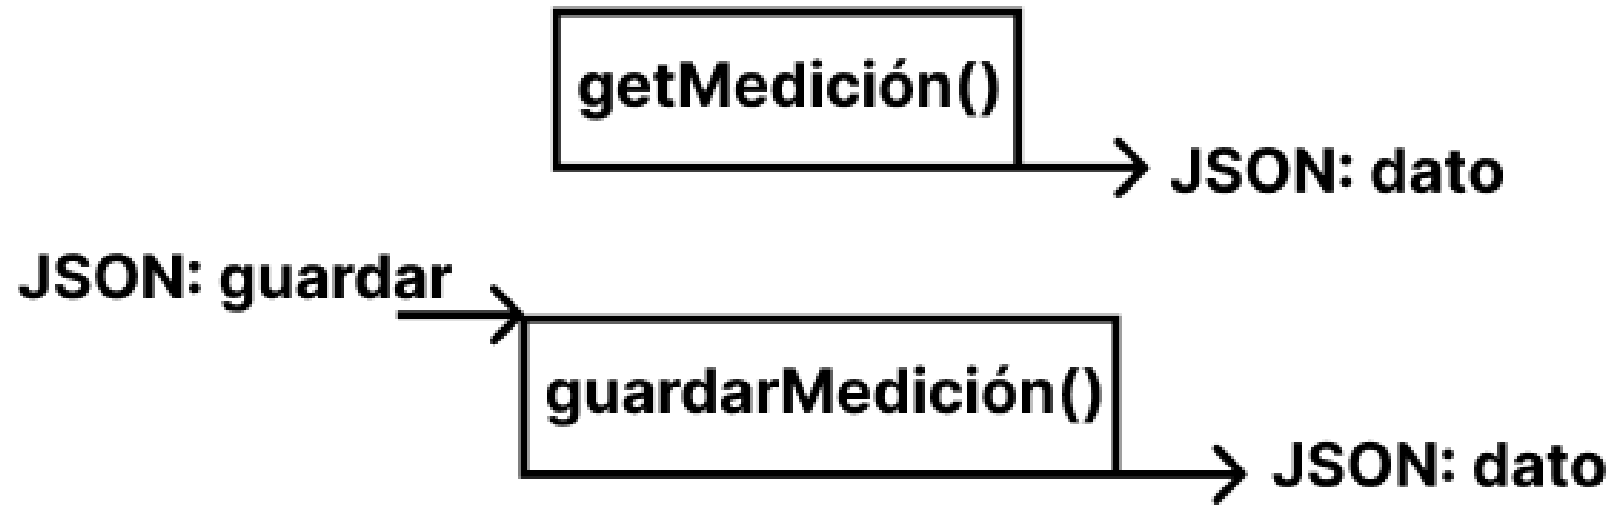 getMedición()
JSON: dato
JSON: guardar
guardarMedición()
JSON: dato